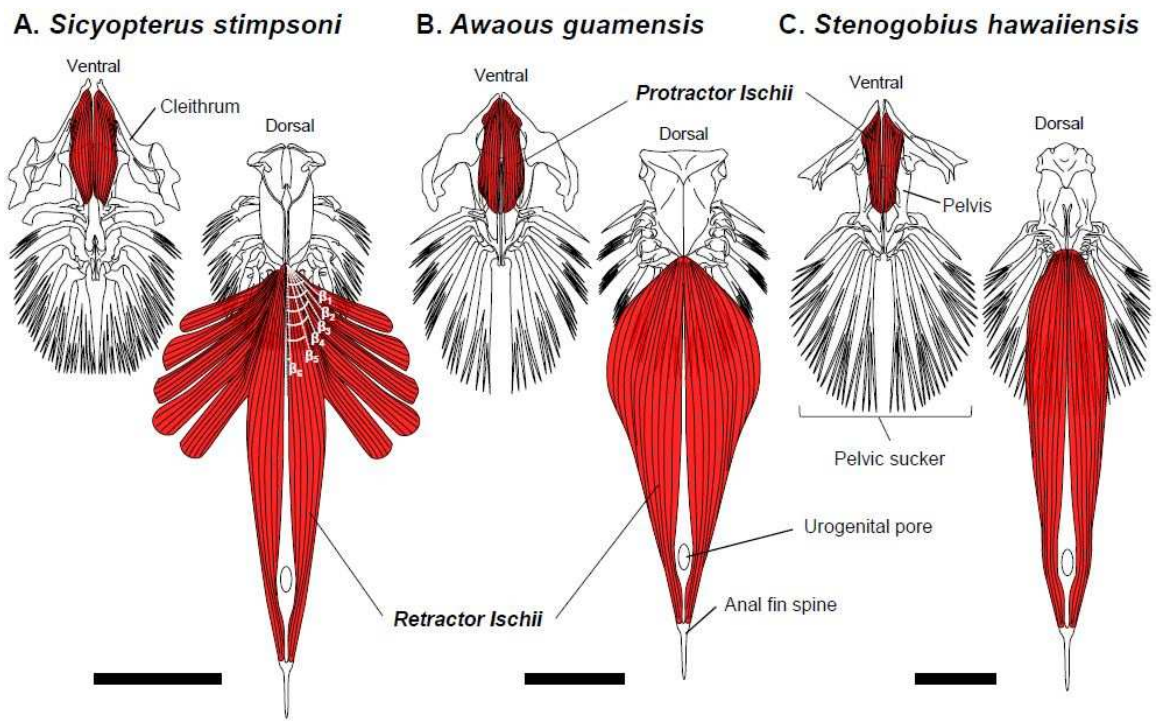 A. Sicyopterus stimpsoni
B. Awaous guamensis
C. Stenogobius hawaiiensis
Ventral
Cleithrum
Dorsal
β1
β2
β3
β4
β5
β6
Ventral
Protractor Ischii
Dorsal
Ventral
Dorsal
Pelvis
Pelvic sucker
Urogenital pore
Anal fin spine
Retractor Ischii